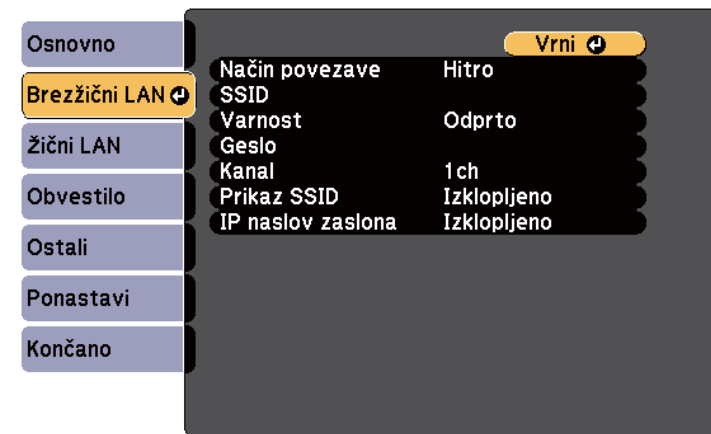 Osnovno
Brezžični LAN
Žični LAN
Obvestilo
Ostali
Ponastavi
Končano
Vrni
Način povezave Hitro
SSID
Varnost Odprto
Geslo
Kanal 1ch
Prikaz SSID Izklopljeno
IP naslov zaslona Izklopljeno